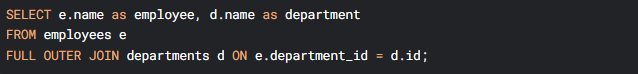 SELECT e.name as employee, d.name as department
FROM employees e
FULL OUTER JOIN departments d ON e.department_id = d.id;